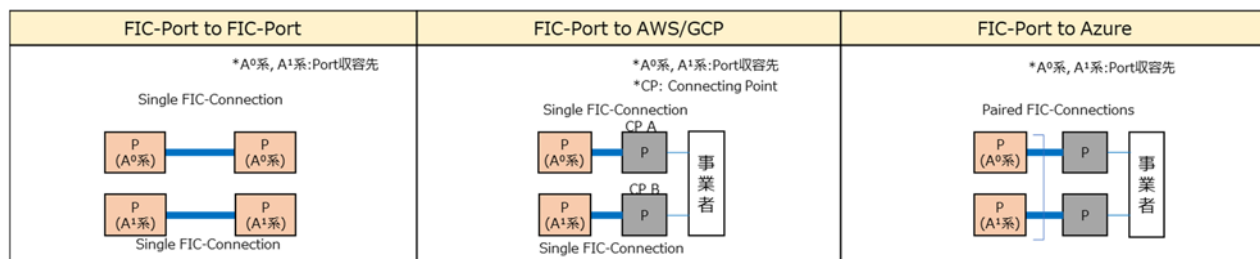 FIC-Port to FIC-Port
*A⁰系, A¹系:Port収容先
Single FIC-Connection
P
(A⁰系)
P
(A⁰系)
P
(A¹系)
P
(A¹系)
Single FIC-Connection
FIC-Port to AWS/GCP
*A⁰系, A¹系:Port収容先
*CP: Connecting Point
Single FIC-Connection
CP A
P
(A⁰系)
P
CP B
P
(A¹系)
P
事業者
Single FIC-Connection
FIC-Port to Azure
*A⁰系, A¹系:Port収容先
Paired FIC-Connections
P
(A⁰系)
P
P
(A¹系)
P
事業者